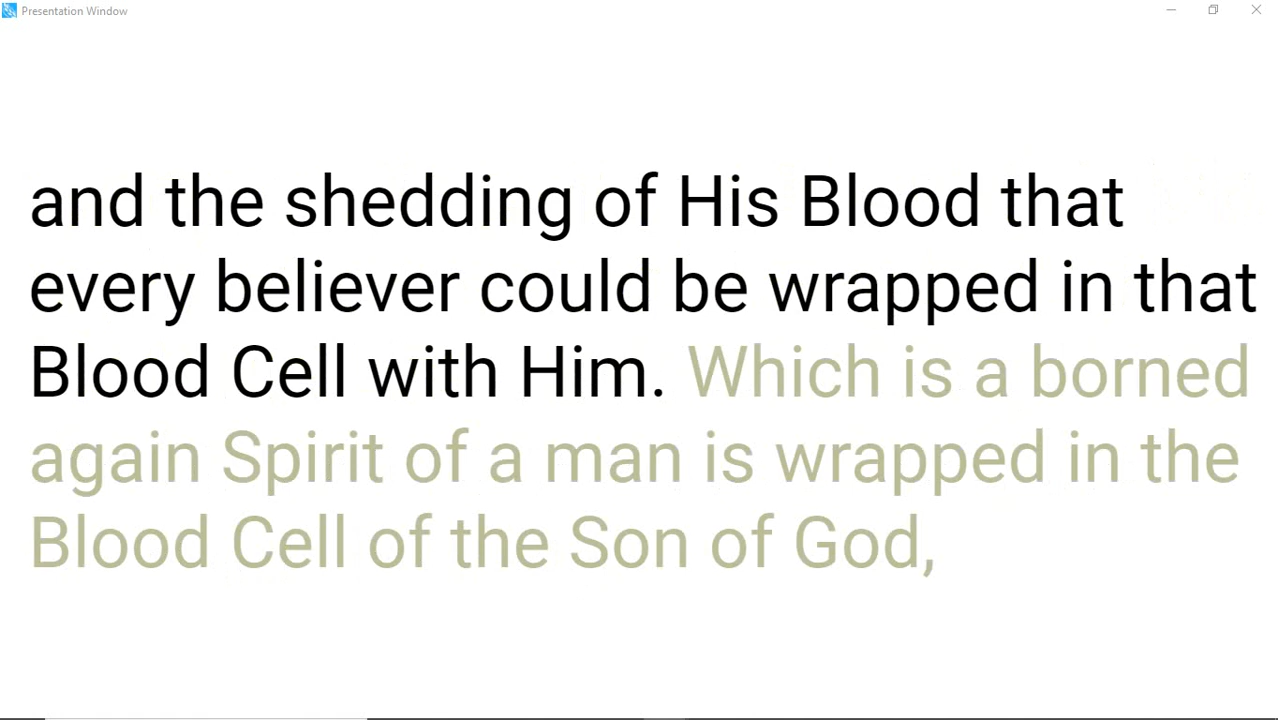 Presentation Window
and the shedding of His Blood that
every believer could be wrapped in that
Blood Cell with Him. Which is a borned
again Spirit of a man is wrapped in the
Blood Cell of the Son of God,